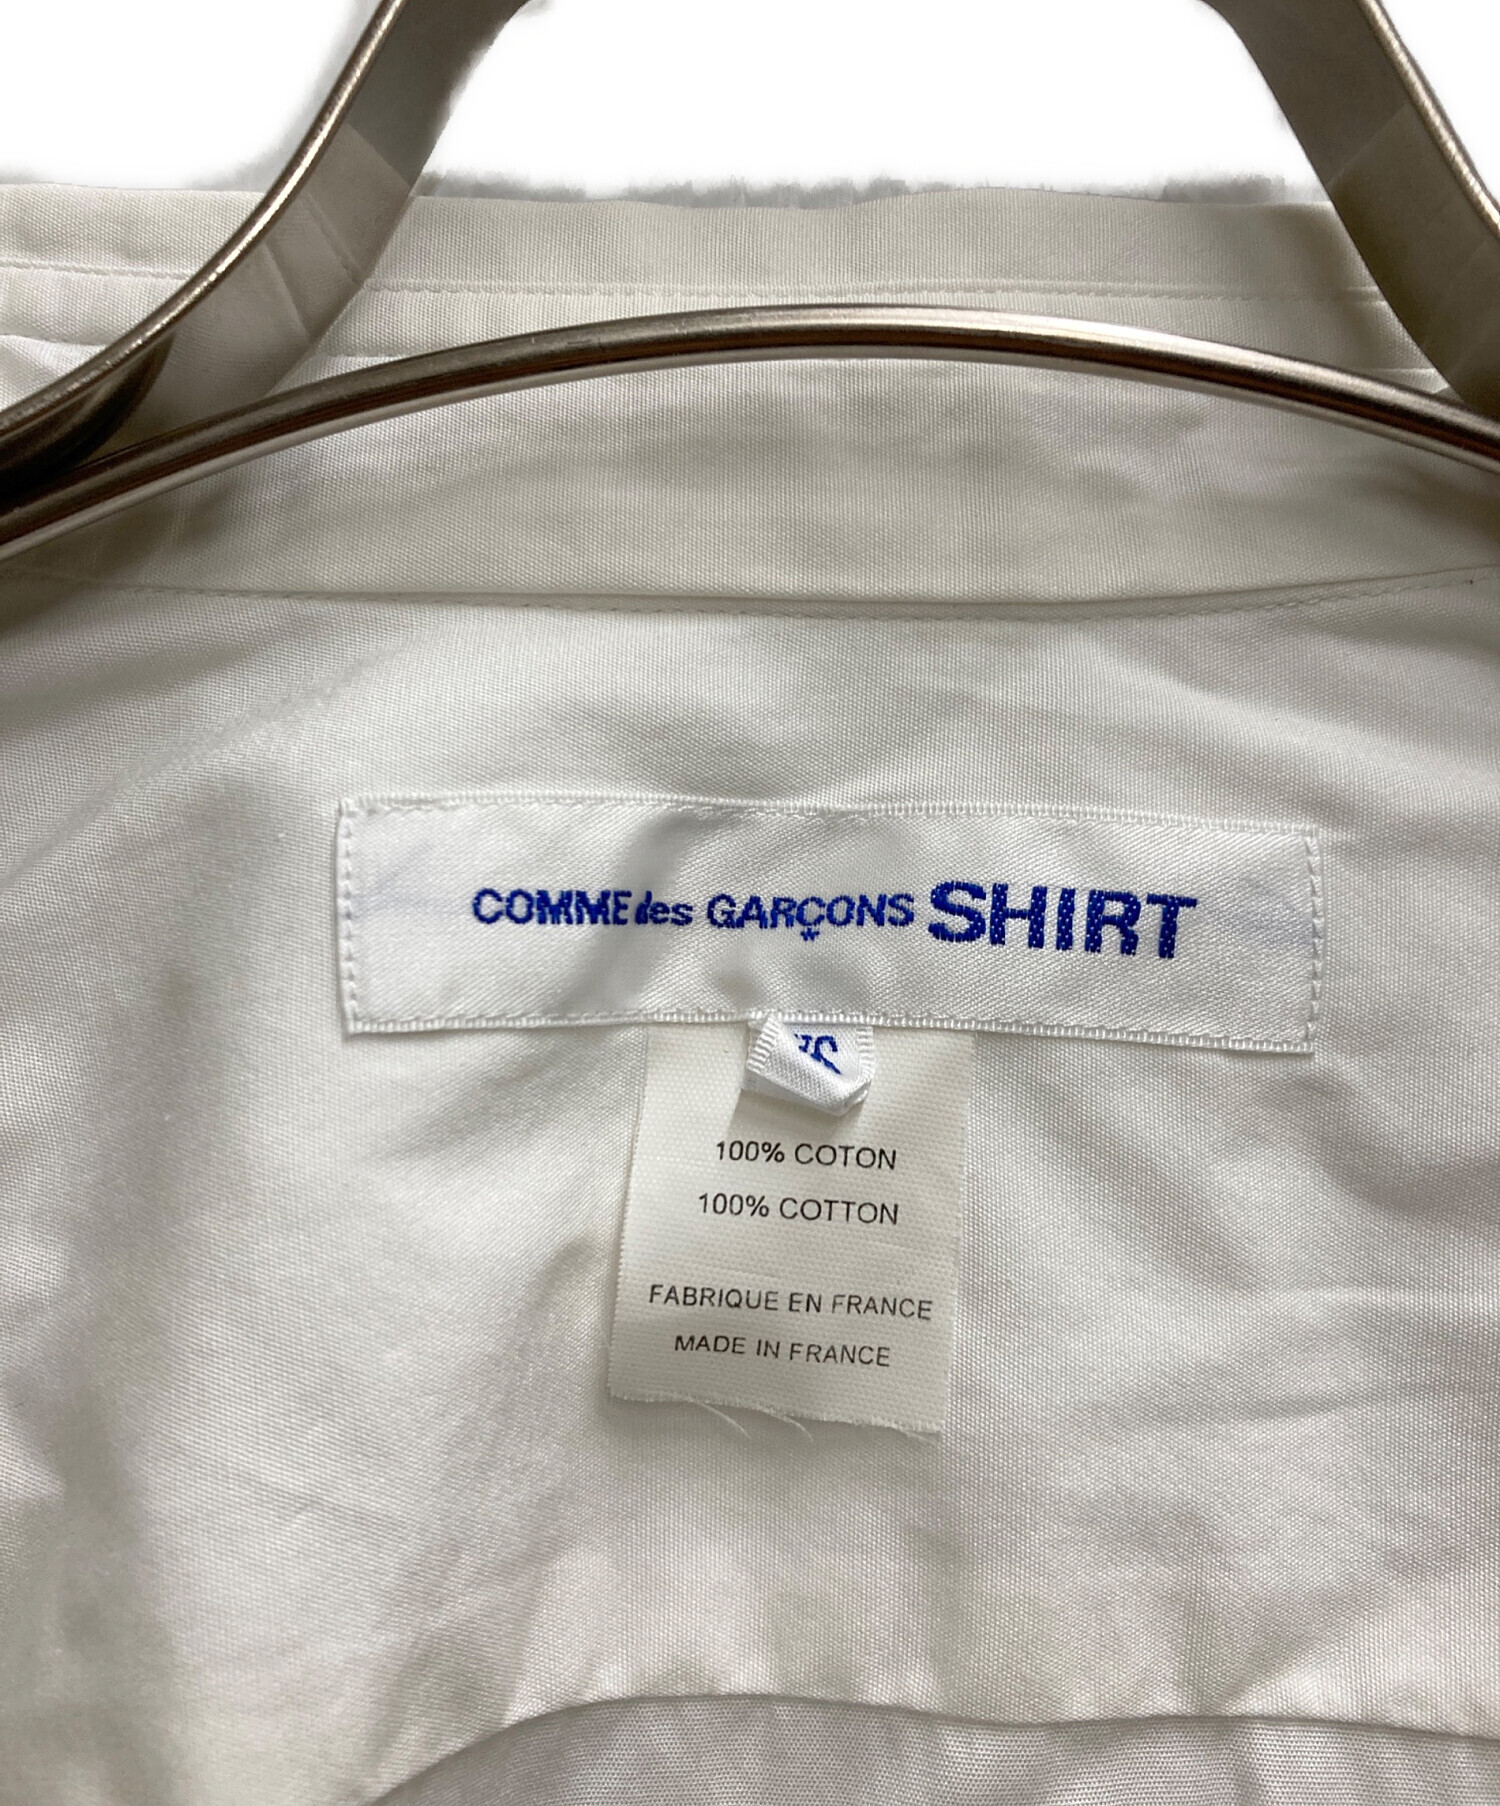 COMME des GARÇONS SHIRT
100% COTON
100% COTTON
FABRIQUE EN FRANCE
MADE IN FRANCE